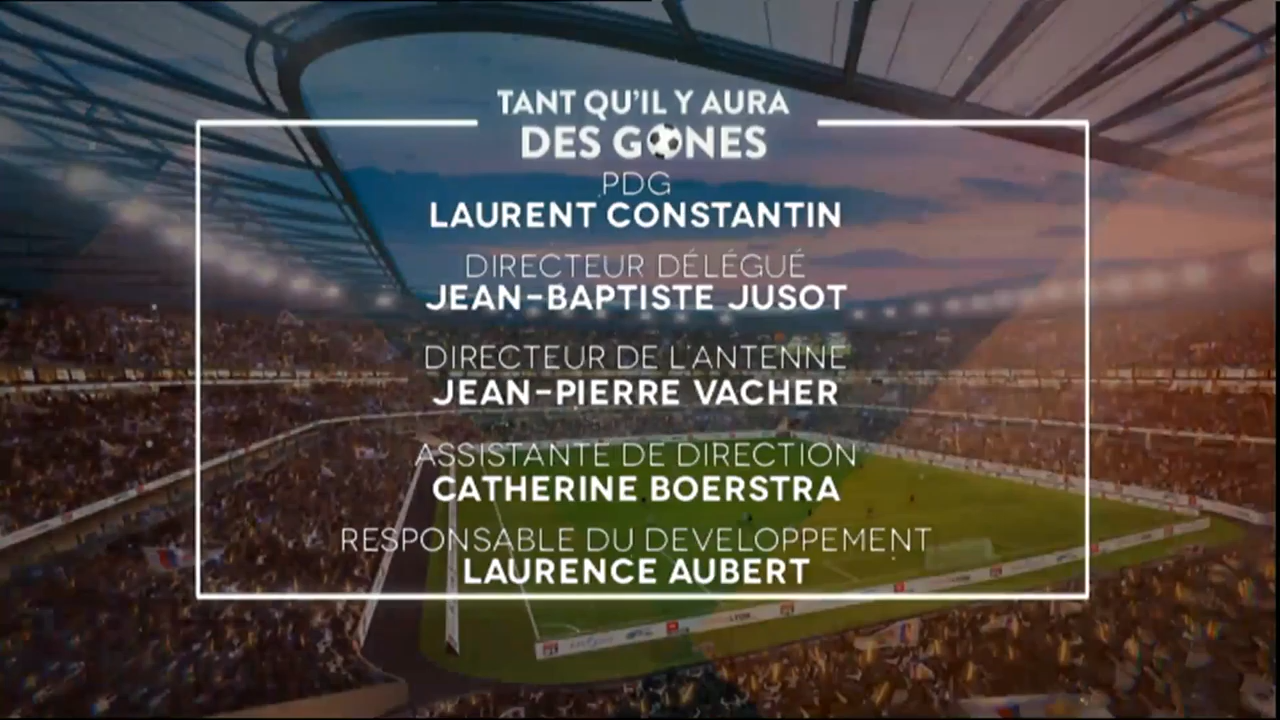 TANT QU'IL Y AURA
DES GONES
PDG
LAURENT CONSTANTIN
DIRECTEUR DÉLÉGUÉ
JEAN-BAPTISTE JUSOT
DIRECTEUR DE L'ANTENNE
JEAN-PIERRE VACHER
ASSISTANTE DE DIRECTION
CATHERINE BOERSTRA
RESPONSABLE DU DEVELOPPEMENT
LAURENCE AUBERT